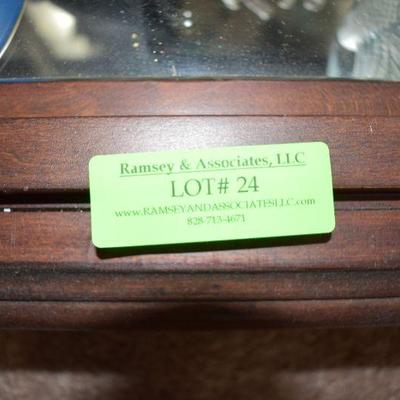 Ramsey & Associates, LLC
LOT# 24
www.RAMSEYANDASSOCIATESLLC.com
828-713-4671